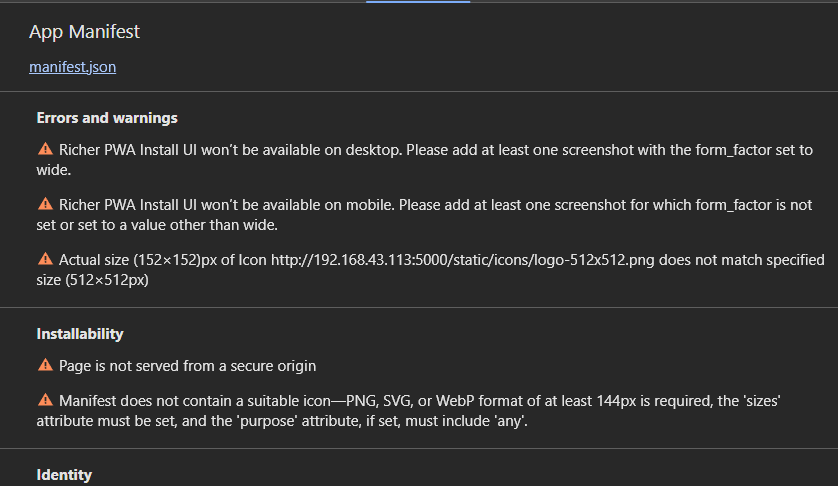 App Manifest
manifest.json
Errors and warnings
Richer PWA Install UI won’t be available on desktop. Please add at least one screenshot with the form_factor set to
wide.
Richer PWA Install UI won’t be available on mobile. Please add at least one screenshot for which form_factor is not
set or set to a value other than wide.
Actual size (152×152)px of Icon http://192.168.43.113:5000/static/icons/logo-512x512.png does not match specified
size (512×512px)
Installability
Page is not served from a secure origin
Manifest does not contain a suitable icon—PNG, SVG, or WebP format of at least 144px is required, the 'sizes'
attribute must be set, and the 'purpose' attribute, if set, must include 'any'.
Identity